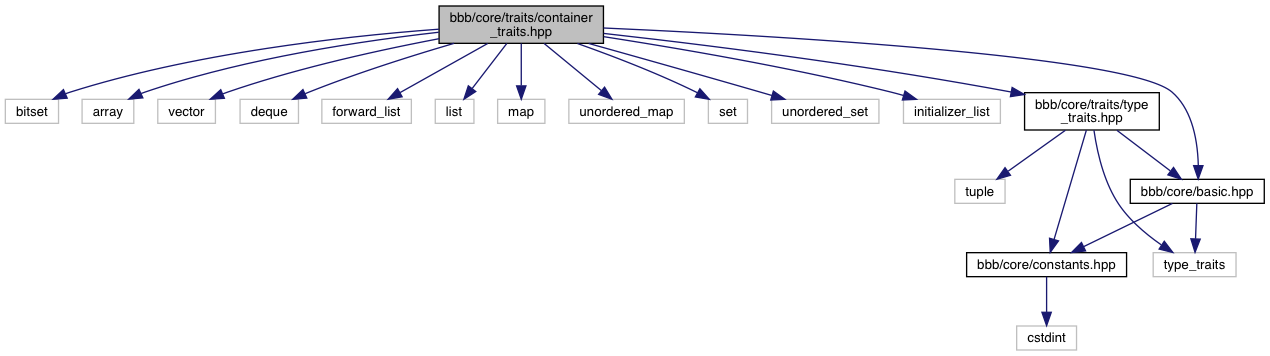 bbb/core/traits/container
_traits.hpp
bitset
array
vector
deque
forward_list
list
map
unordered_map
set
unordered_set
initializer_list
bbb/core/traits/type
_traits.hpp
tuple
bbb/core/basic.hpp
bbb/core/constants.hpp
type_traits
cstdint